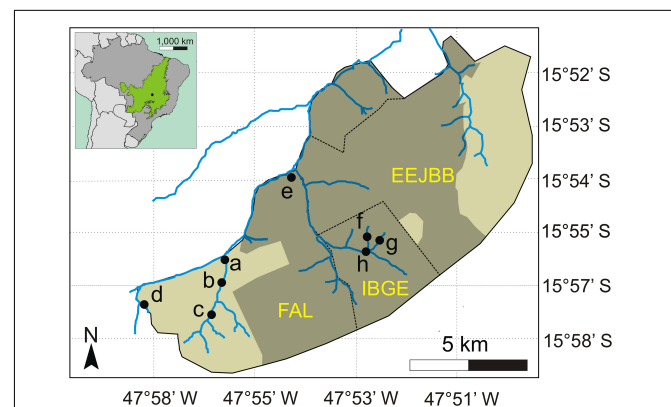 1,000 km
15°52’ S
15°53’ S
EEJBB
15°54’ S
e
f
15°55’ S
g
a
h
b
IBGE
15°57’ S
d
c
FAL
N
5 km
15°58’ S
47°58’ W 47°55’ W 47°53’ W 47°51’ W